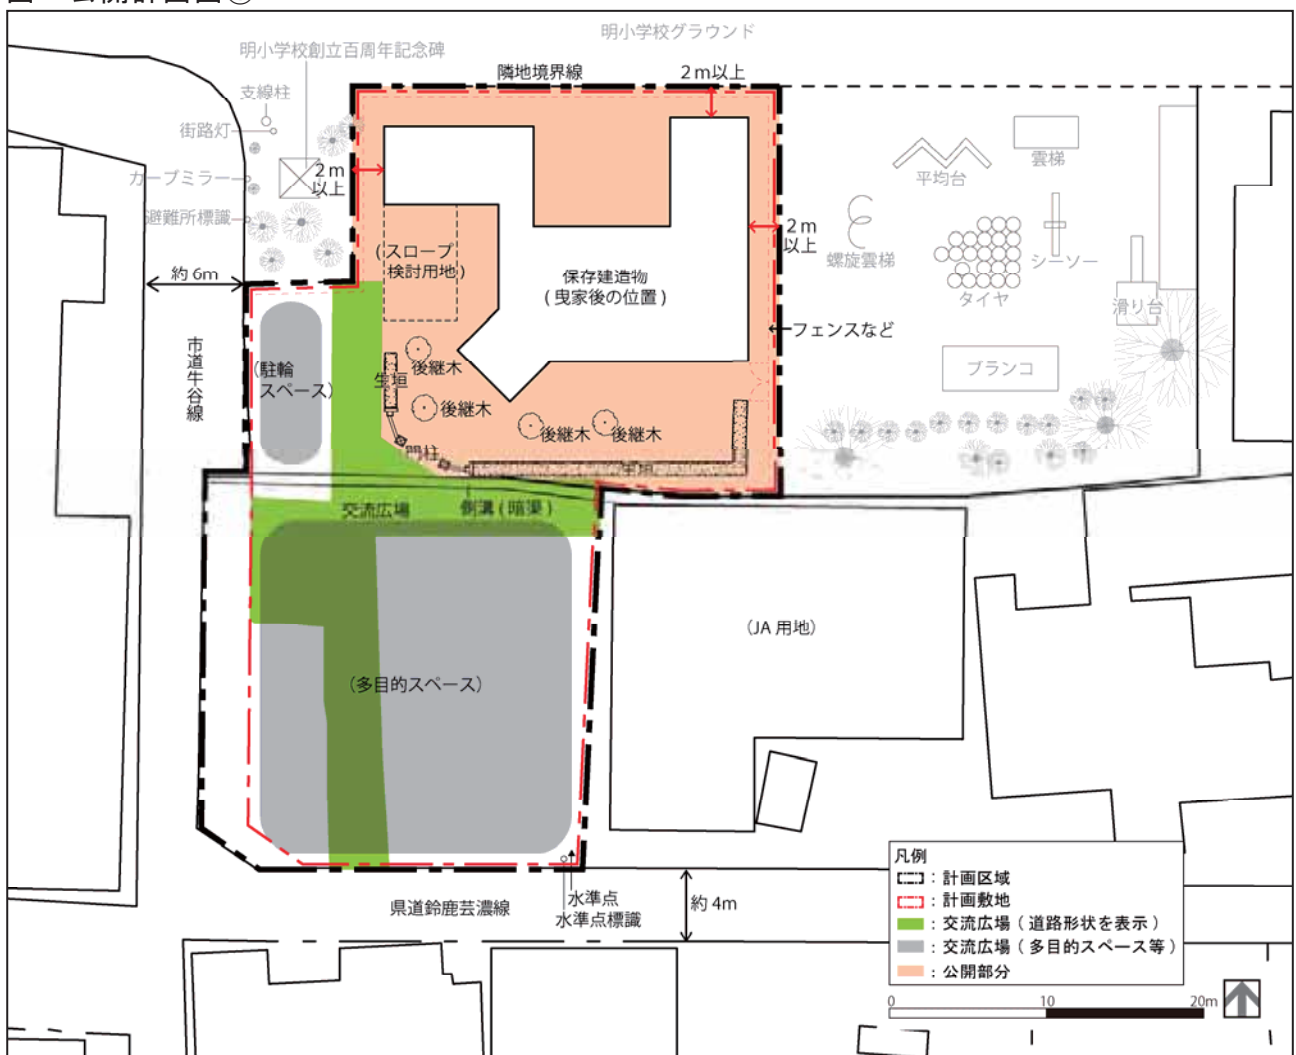 明小学校グラウンド
明小学校創立百周年記念碑
隣地境界線
2m以上
支線柱
街路灯
カーブミラー
避難所標識
2m
以上
雲梯
平均台
2m
以上
(スロープ
検討用地)
保存建造物
(曳家後の位置)
螺旋雲梯
シーソー
タイヤ
滑り台
約 6m
フェンスなど
市道牛谷線
(駐輪
スペース)
後継木
生垣
後継木
後継木
後継木
ブランコ
門柱
生垣
交流広場
側溝(暗渠)
(JA 用地)
(多目的スペース)
県道鈴鹿芸濃線
水準点
水準点標識
約 4m
凡例
:計画区域
:計画敷地
:交流広場(道路形状を表示)
:交流広場(多目的スペース等)
:公開部分
0 10 20m